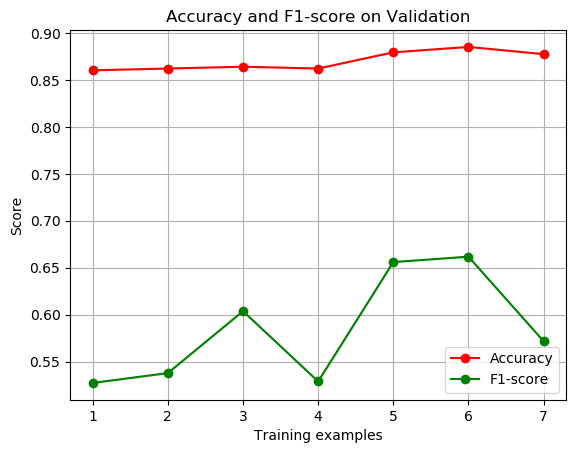 Accuracy and F1-score on Validation
0.90
0.85
0.80
0.75
0.70
0.65
0.60
0.55
Score
Accuracy
F1-score
1 2 3 4 5 6 7
Training examples